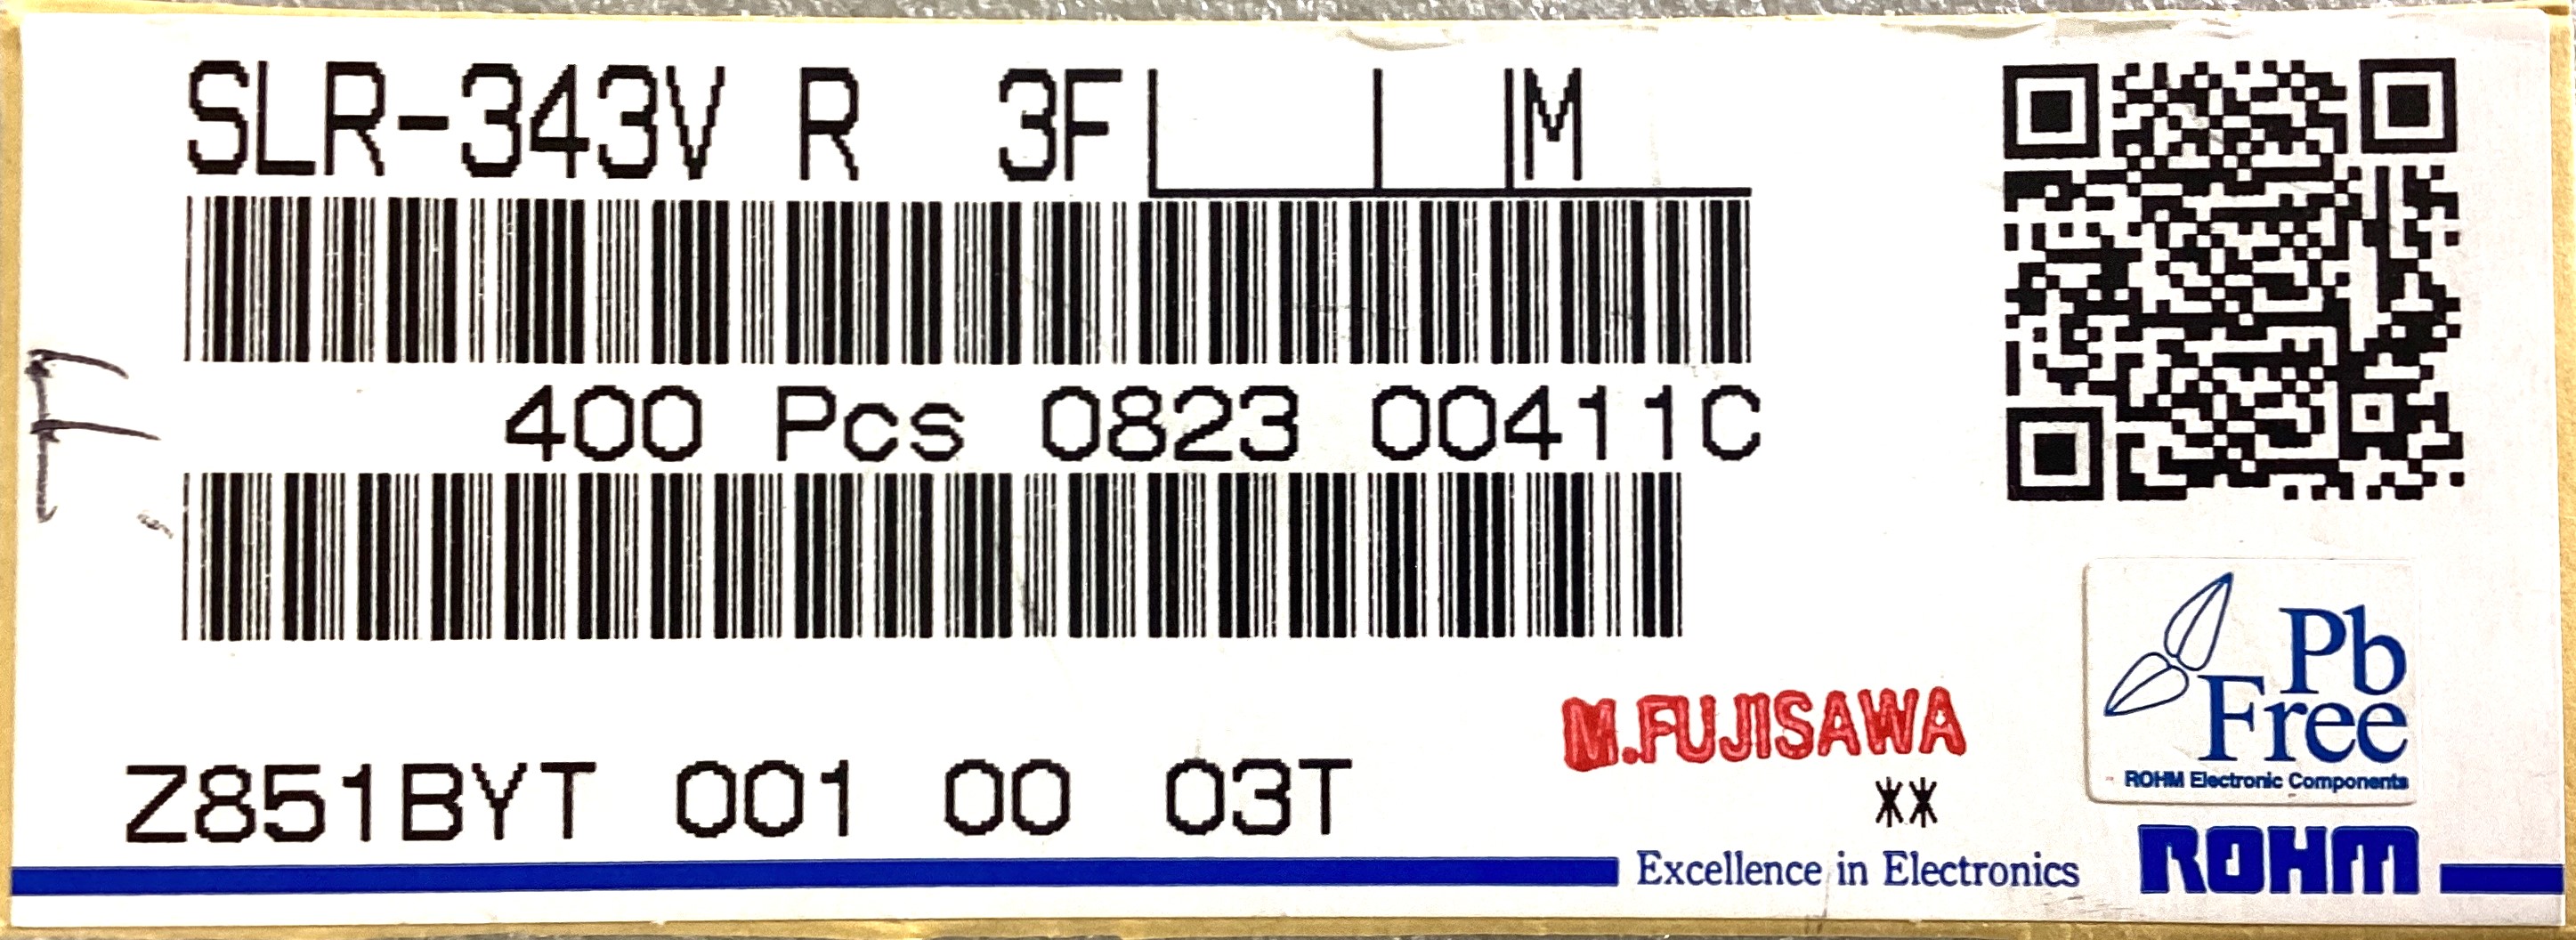 SLR-343V R 3F M
F
400 Pcs 0823 00411C
M.FUJISAWA
Z851BYT 001 00 03T **
Pb
Free
ROHM Electronic Components
Excellence in Electronics ROHM